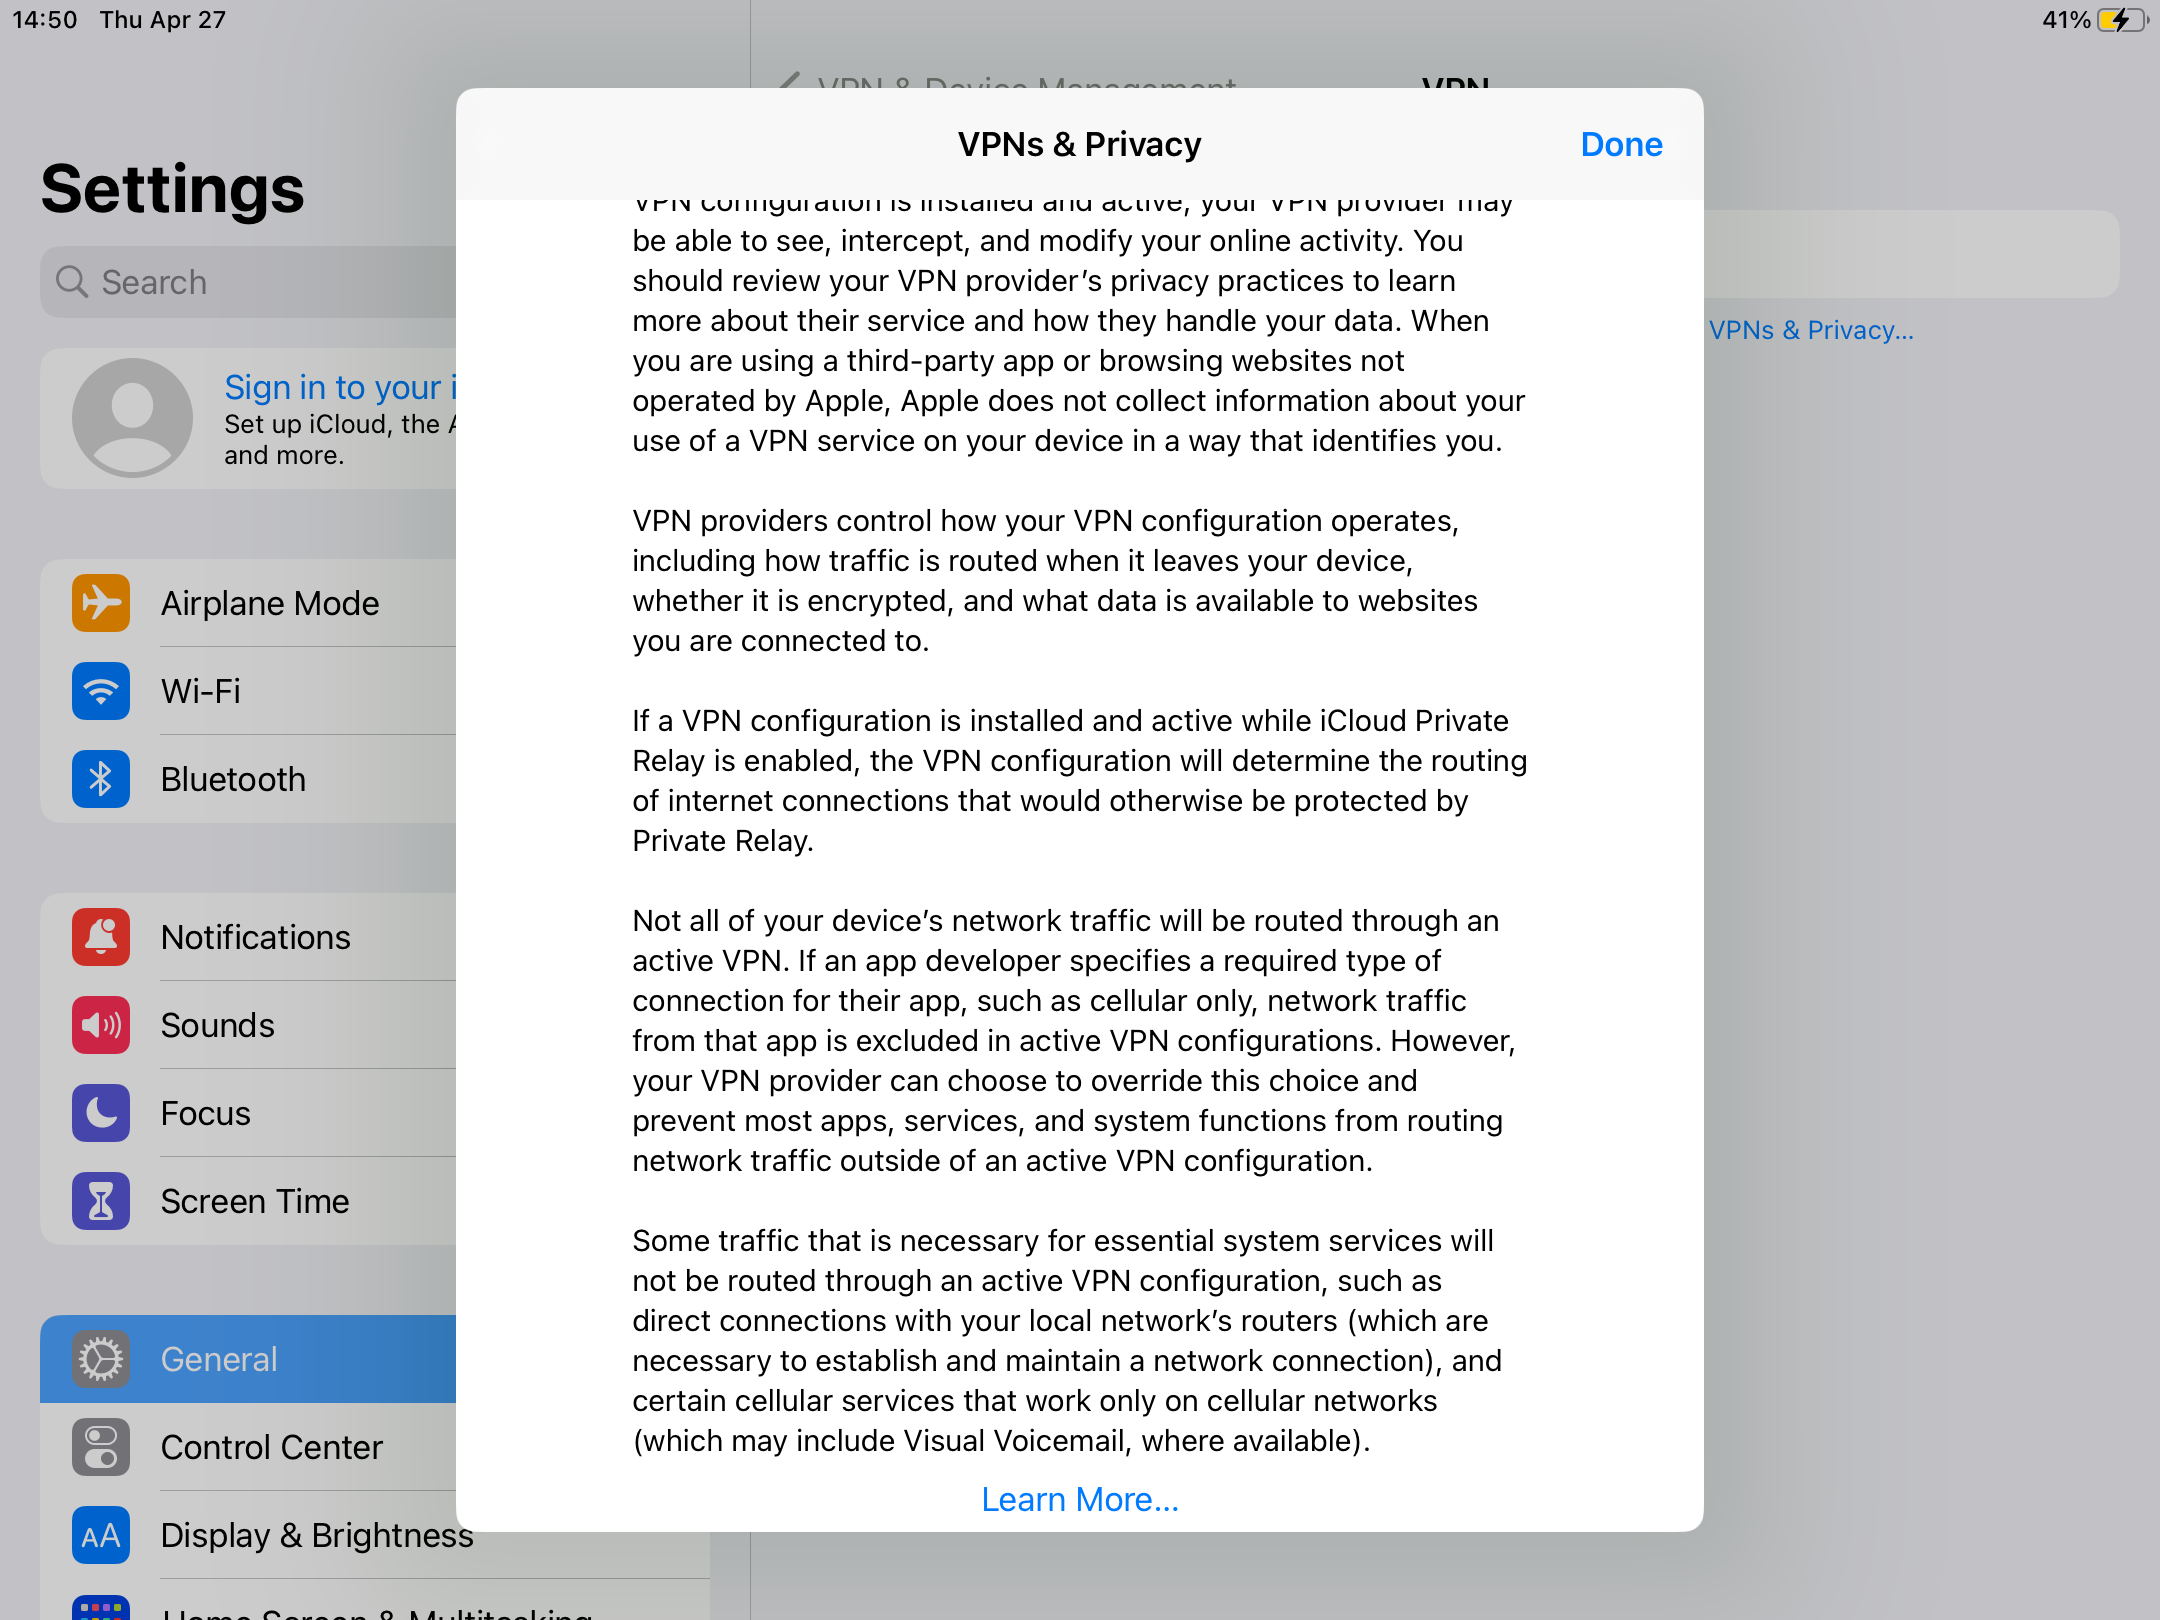 14:50 Thu Apr 27
41%
Settings
Search
Sign in to your i
Set up iCloud, the A
and more.
Airplane Mode
Wi-Fi
Bluetooth
Notifications
Sounds
Focus
Screen Time
General
Control Center
AA Display & Brightness
Home Screen & Multitasking
VPN & Device Management
VPN
VPNs & Privacy...
VPNs & Privacy
Done
VPN configuration is installed and active, your VPN provider may
be able to see, intercept, and modify your online activity. You
should review your VPN provider’s privacy practices to learn
more about their service and how they handle your data. When
you are using a third-party app or browsing websites not
operated by Apple, Apple does not collect information about your
use of a VPN service on your device in a way that identifies you.
VPN providers control how your VPN configuration operates,
including how traffic is routed when it leaves your device,
whether it is encrypted, and what data is available to websites
you are connected to.
If a VPN configuration is installed and active while iCloud Private
Relay is enabled, the VPN configuration will determine the routing
of internet connections that would otherwise be protected by
Private Relay.
Not all of your device’s network traffic will be routed through an
active VPN. If an app developer specifies a required type of
connection for their app, such as cellular only, network traffic
from that app is excluded in active VPN configurations. However,
your VPN provider can choose to override this choice and
prevent most apps, services, and system functions from routing
network traffic outside of an active VPN configuration.
Some traffic that is necessary for essential system services will
not be routed through an active VPN configuration, such as
direct connections with your local network’s routers (which are
necessary to establish and maintain a network connection), and
certain cellular services that work only on cellular networks
(which may include Visual Voicemail, where available).
Learn More...